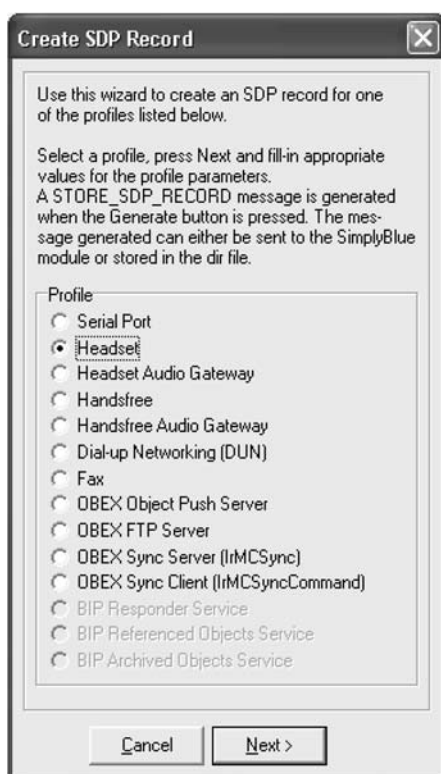 Create SDP Record
Use this wizard to create an SDP record for one
of the profiles listed below.
Select a profile, press Next and fill-in appropriate
values for the profile parameters.
A STORE_SDP_RECORD message is generated
when the Generate button is pressed. The mes-
sage generated can either be sent to the SimplyBlue
module or stored in the dir file.
Profile
Serial Port
Headset
Headset Audio Gateway
Handsfree
Handsfree Audio Gateway
Dial-up Networking (DUN)
Fax
OBEX Object Push Server
OBEX FTP Server
OBEX Sync Server (IrMCSync)
OBEX Sync Client (IrMCSyncCommand)
BIP Responder Service
BIP Referenced Objects Service
BIP Archived Objects Service
Cancel
Next >